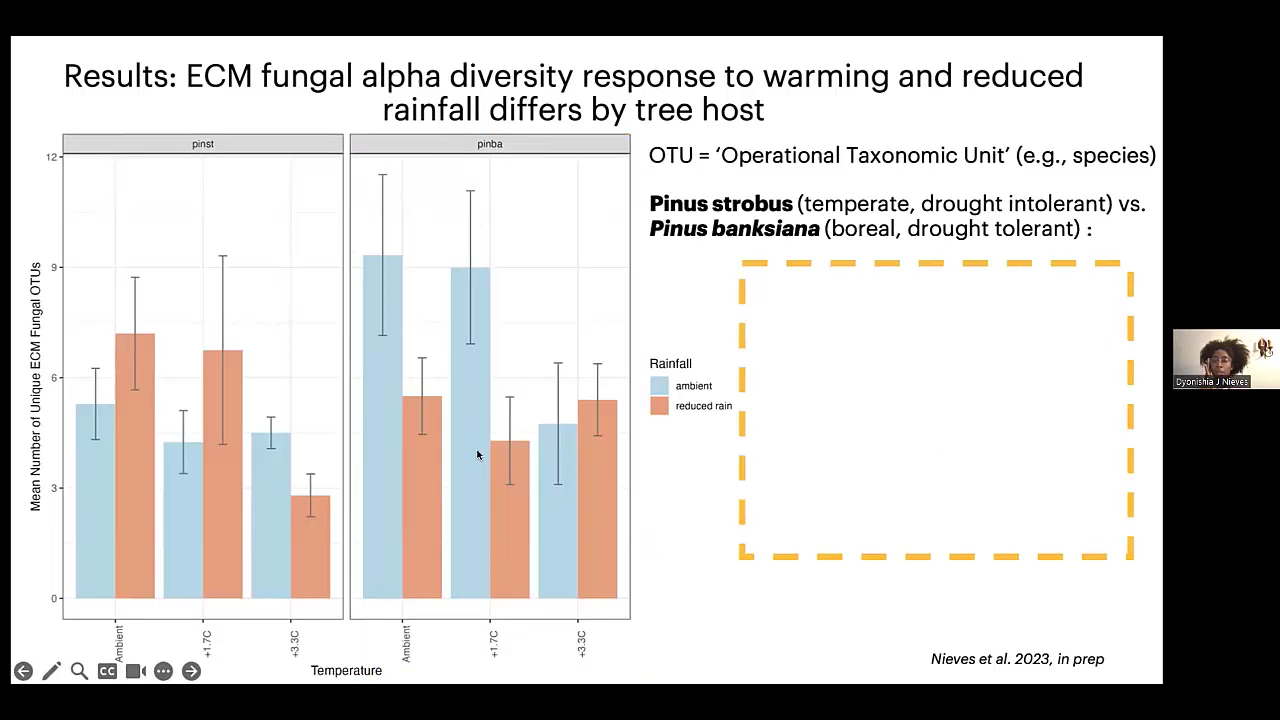 Results: ECM fungal alpha diversity response to warming and reduced
rainfall differs by tree host
pinst
pinba
12
9
6
3
0
Mean Number of Unique ECM Fungal OTUs
Ambient
+1.7C
+3.3C
Ambient
+1.7C
+3.3C
Temperature
OTU = ‘Operational Taxonomic Unit’ (e.g., species)
Pinus strobus (temperate, drought intolerant) vs.
Pinus banksiana (boreal, drought tolerant) :
Rainfall
ambient
reduced rain
Nieves et al. 2023, in prep
CC
Dyonishia J Nieves